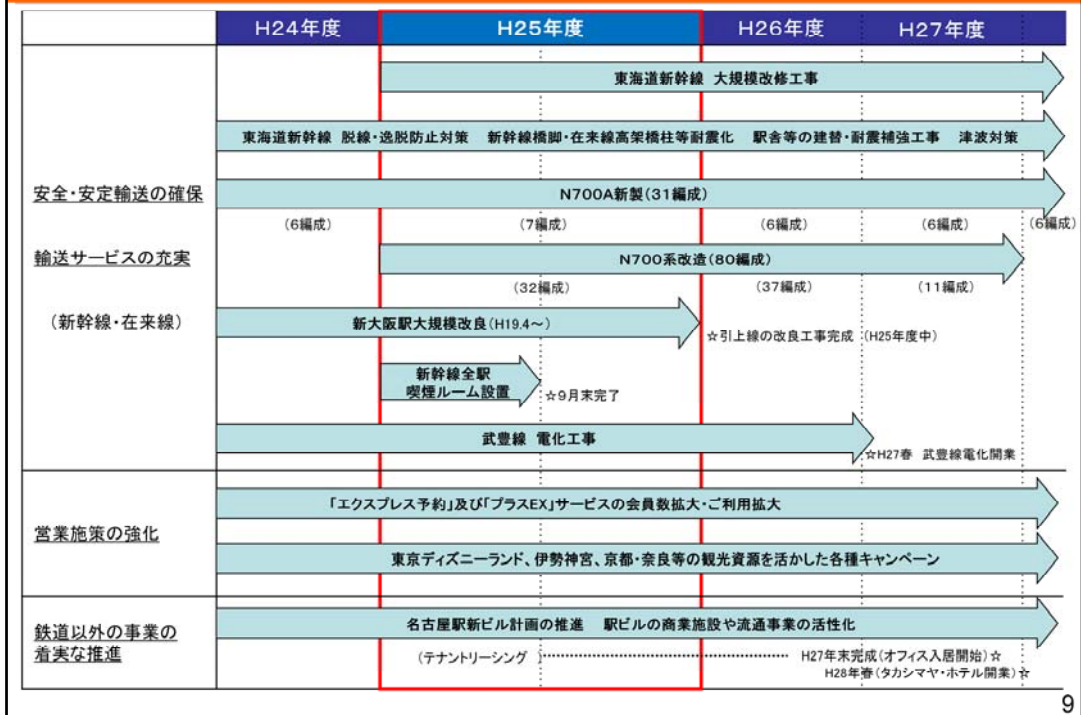 H24年度 H25年度 H26年度 H27年度
東海道新幹線 大規模改修工事
東海道新幹線 脱線・逸脱防止対策 新幹線橋脚・在来線高架橋柱等耐震化 駅舎等の建替・耐震補強工事 津波対策
安全・安定輸送の確保
N700A新製(31編成)
(6編成) (7編成) (6編成) (6編成) (6編成)
輸送サービスの充実
N700系改造(80編成)
(32編成) (37編成) (11編成)
(新幹線・在来線)
新大阪駅大規模改良(H19.4~)
☆引上線の改良工事完成 (H25年度中)
新幹線全駅
喫煙ルーム設置
☆9月末完了
武豊線 電化工事
☆H27春 武豊線電化開業
営業施策の強化
「エクスプレス予約」及び「プラスEX」サービスの会員数拡大・ご利用拡大
東京ディズニーランド、伊勢神宮、京都・奈良等の観光資源を活かした各種キャンペーン
鉄道以外の事業の
着実な推進
名古屋駅新ビル計画の推進 駅ビルの商業施設や流通事業の活性化
(テナントリーシング) H27年末完成(オフィス入居開始)☆
H28年春(タカシマヤ・ホテル開業)☆
9